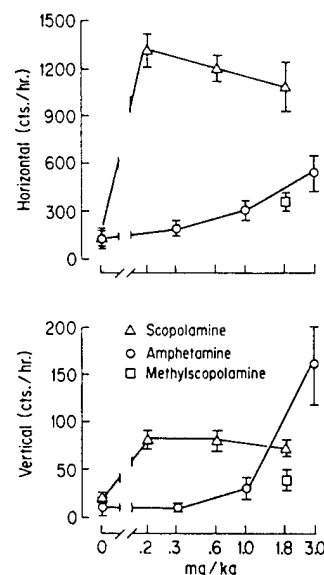 1500
1200
900
600
300
0
Horizontal (cts./hr.)
200
150
100
50
0
Vertical (cts./hr.)
Scopolamine
Amphetamine
Methylscopolamine
0 .2 .3 .6 1.0 1.8 3.0
mg/kg